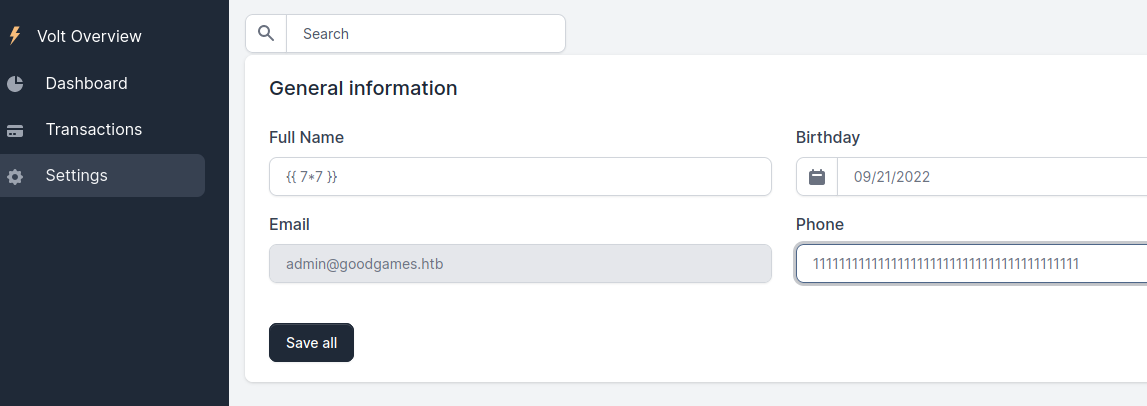 Volt Overview
Dashboard
Transactions
Settings
Search
General information
Full Name
{{ 7*7 }}
Birthday
09/21/2022
Email
admin@goodgames.htb
Phone
Save all